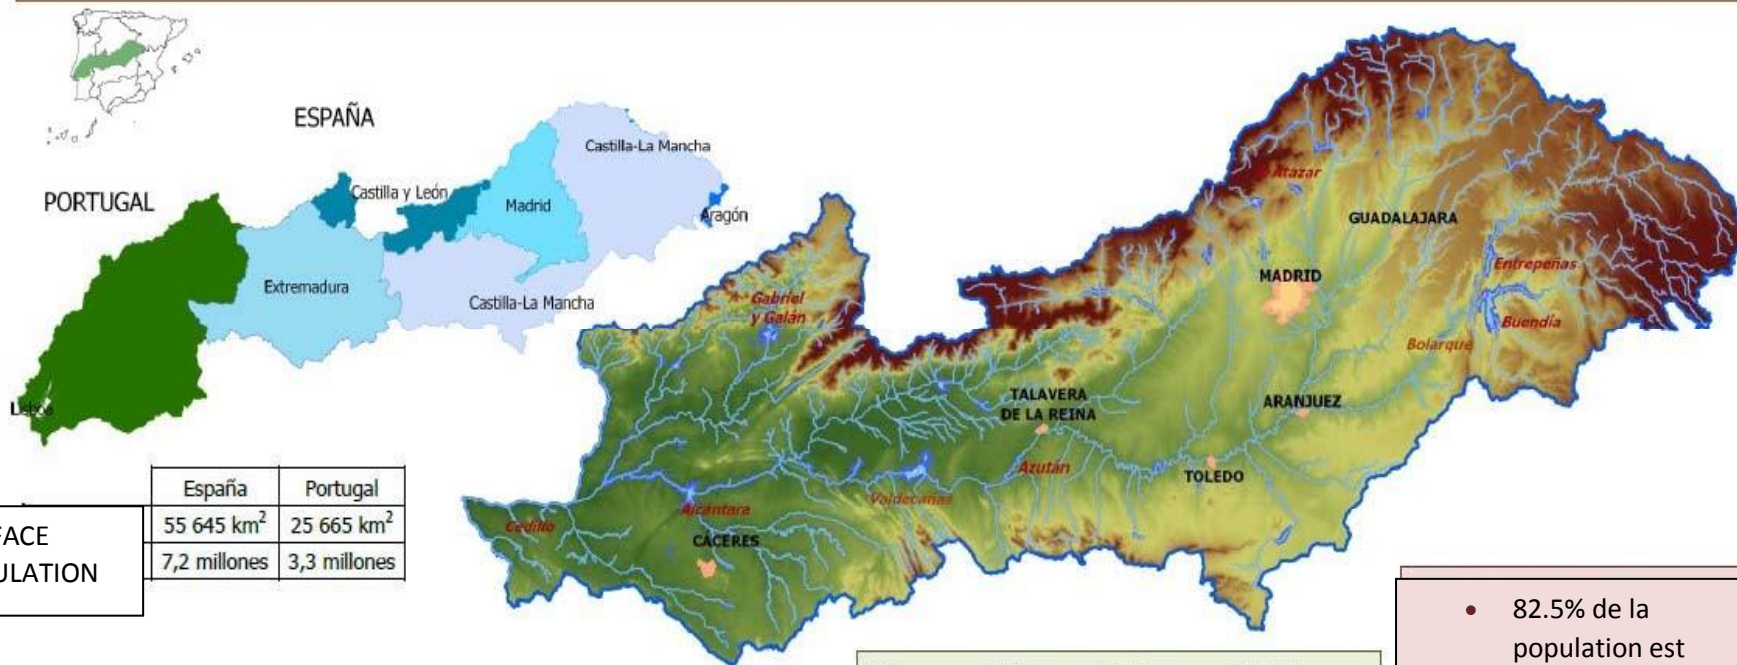 ESPAÑA
PORTUGAL
Castilla-La Mancha
Castilla y León
Madrid
Aragón
Extremadura
Castilla-La Mancha
España Portugal
55 645 km² 25 665 km²
7,2 millones 3,3 millones
FACE
ULATION
Atazar
GUADALAJARA
MADRID
Entrepeñas
Buendía
Bolarque
Gabriel
y Galán
TALAVERA
DE LA REINA
ARANJUEZ
Azután
TOLEDO
Valdecañas
Alcántara
Cedillo
CÁCERES
• 82.5% de la
population est